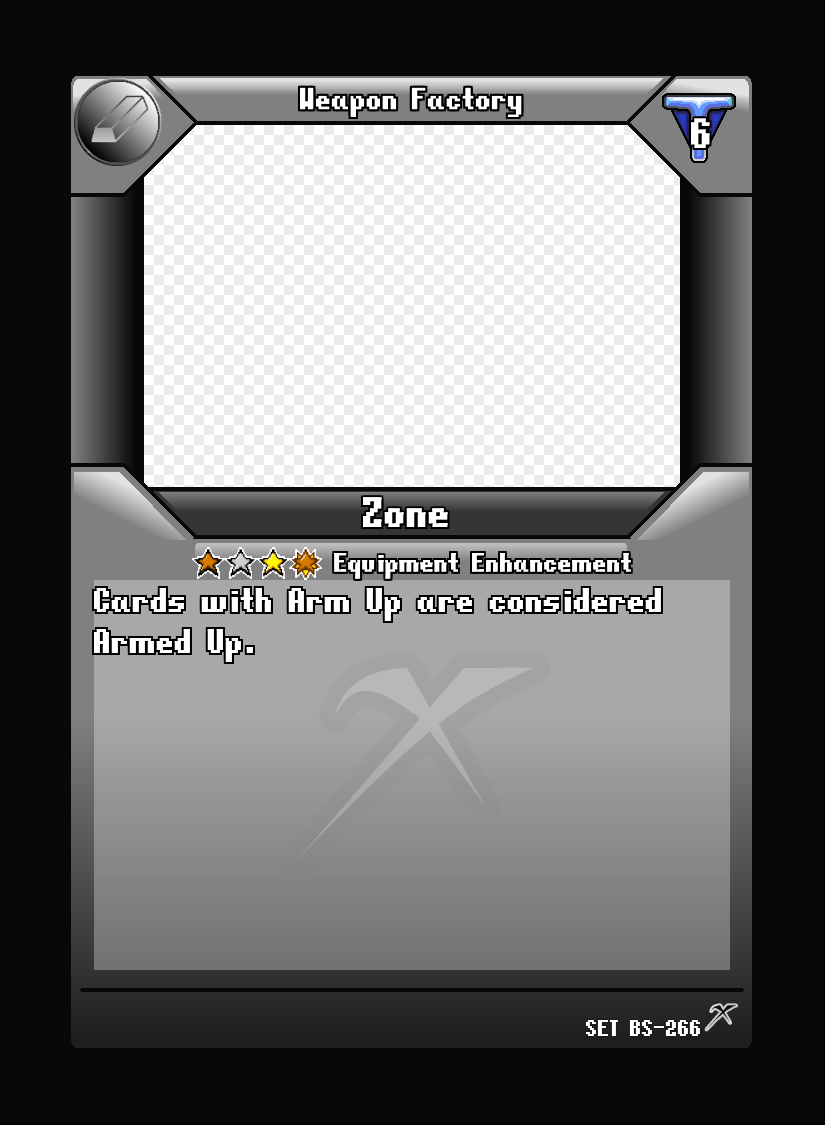 Weapon Factory
6
Zone
Equipment Enhancement
Cards with Arm Up are considered
Armed Up.
SET BS-266